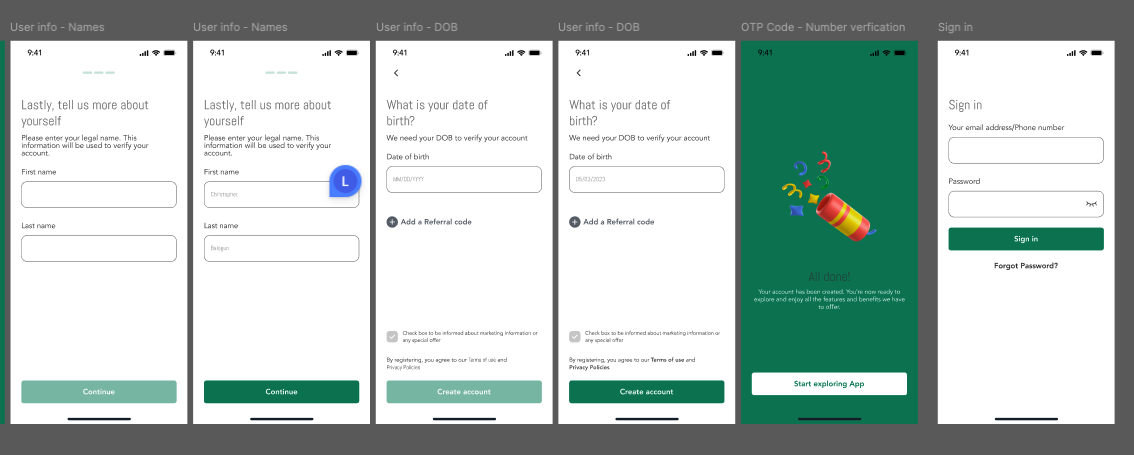 User info - Names
9:41
Lastly, tell us more about
yourself
Please enter your legal name. This
information will be used to verify your
account.
First name
Last name
Continue
User info - Names
9:41
Lastly, tell us more about
yourself
Please enter your legal name. This
information will be used to verify your
account.
First name
Christopher
L
Last name
Balogun
Continue
User info - DOB
9:41
What is your date of
birth?
We need your DOB to verify your account
Date of birth
MM/DD/YYYY
Add a Referral code
Check box to be informed about marketing information or
any special offer
By registering, you agree to our Terms of use and
Privacy Policies
Create account
User info - DOB
9:41
What is your date of
birth?
We need your DOB to verify your account
Date of birth
05/03/2023
Add a Referral code
Check box to be informed about marketing information or
any special offer
By registering, you agree to our Terms of use and
Privacy Policies
Create account
OTP Code - Number verfication
9:41
All done!
Your account has been created. You're now ready to
explore and enjoy all the features and benefits we have
to offer.
Start exploring App
Sign in
9:41
Sign in
Your email address/Phone number
Password
Sign in
Forgot Password?